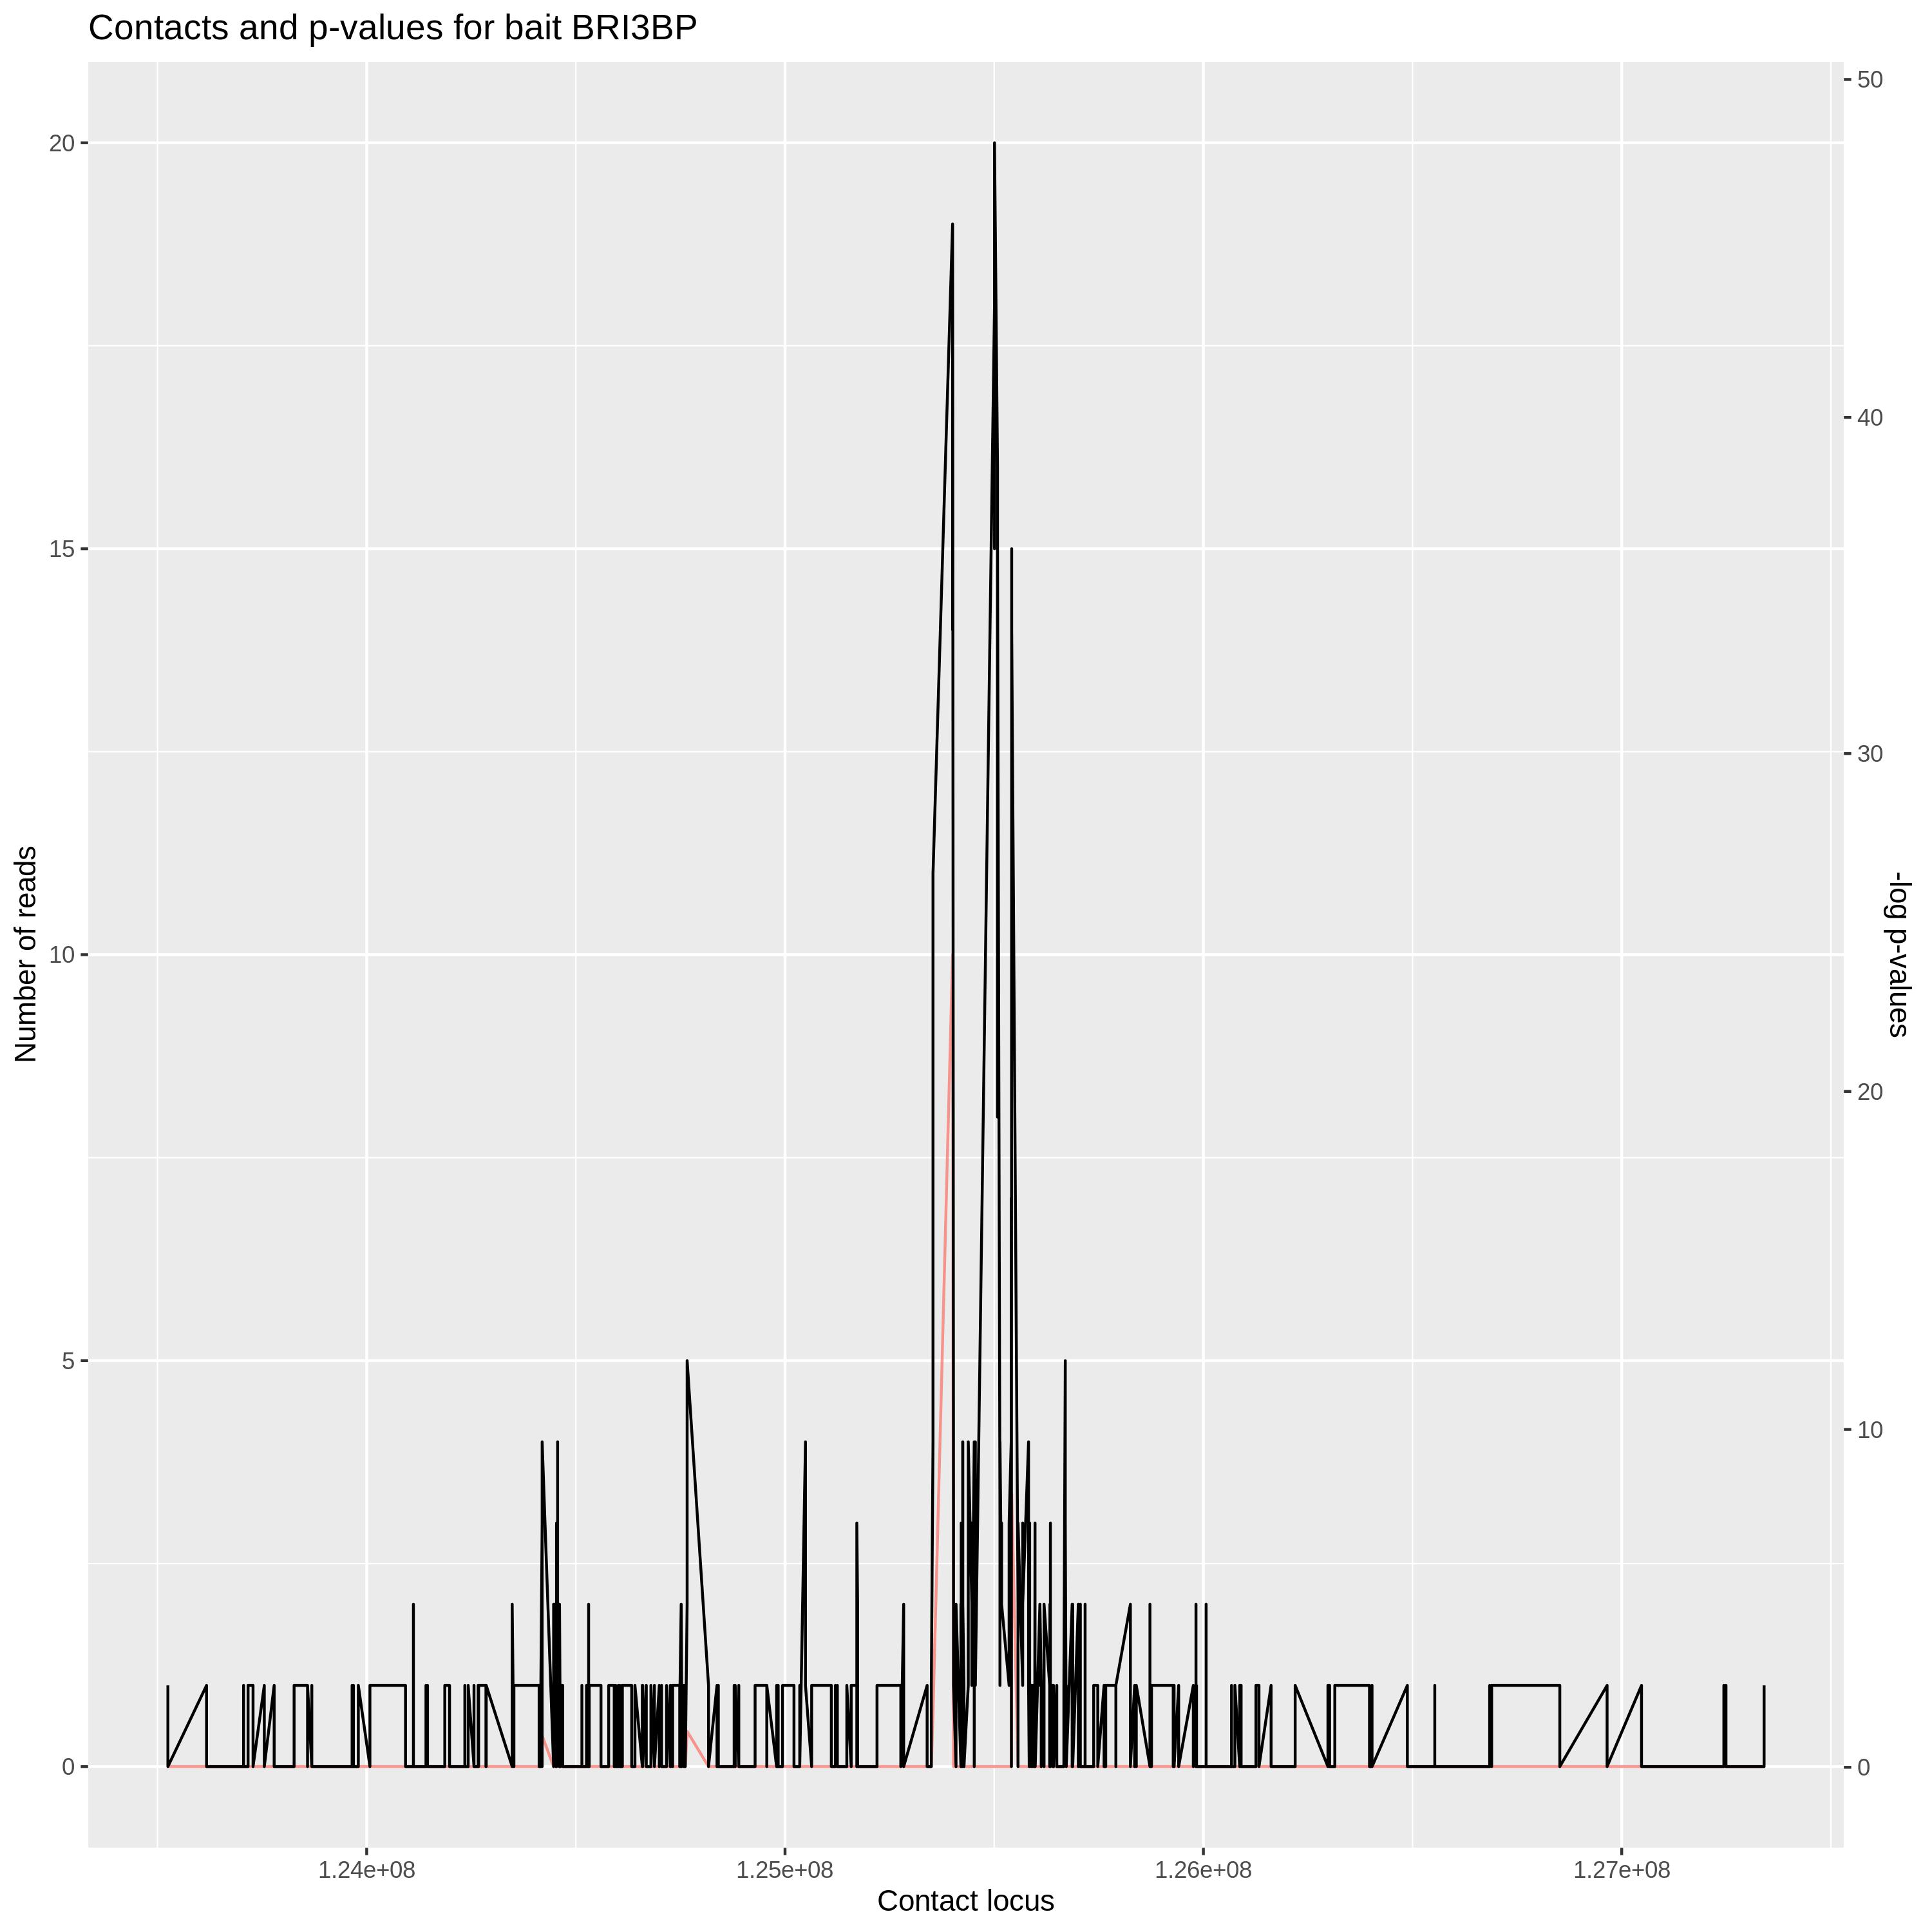 Contacts and p-values for bait BRI3BP
Number of reads
20
15
10
5
0
50
40
30
20
10
0
-log p-values
1.24e+08 1.25e+08 1.26e+08 1.27e+08
Contact locus